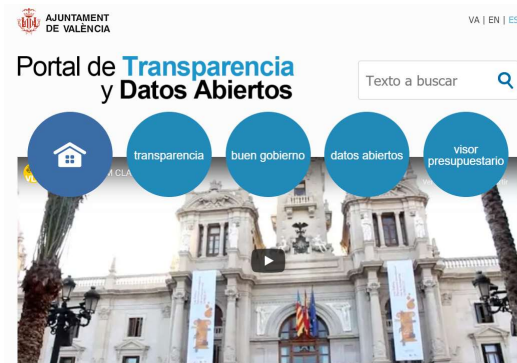 AJUNTAMENT
DE VALÈNCIA
VA | EN | ES
Portal de Transparencia
y Datos Abiertos
Texto a buscar
transparencia
buen gobierno
datos abiertos
visor
presupuestario